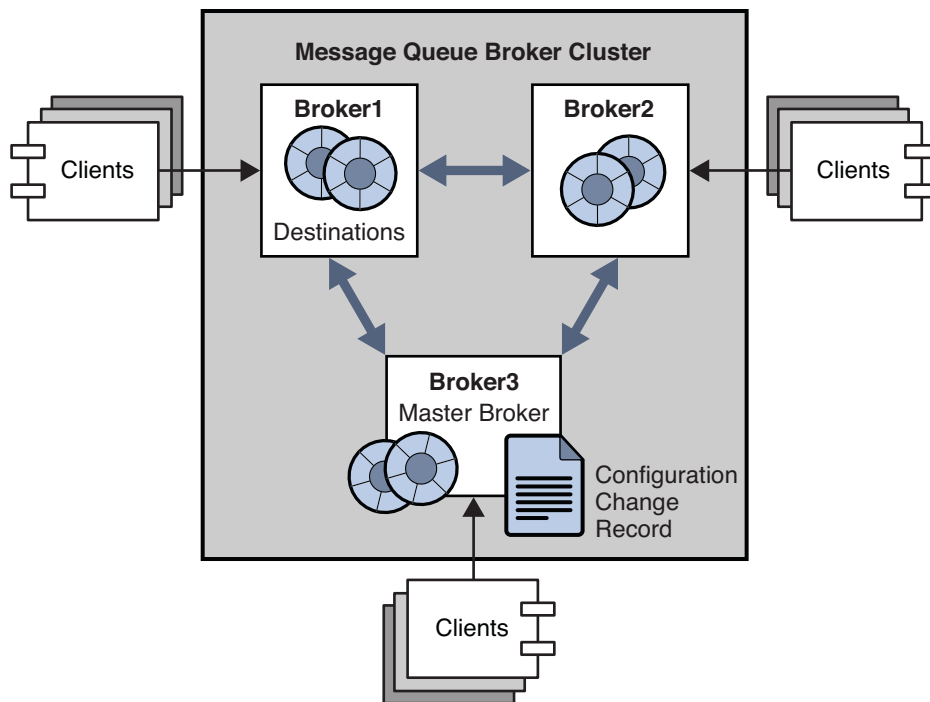 Message Queue Broker Cluster
Broker1
Broker2
Clients
Clients
Destinations
Broker3
Master Broker
Configuration
Change
Record
Clients